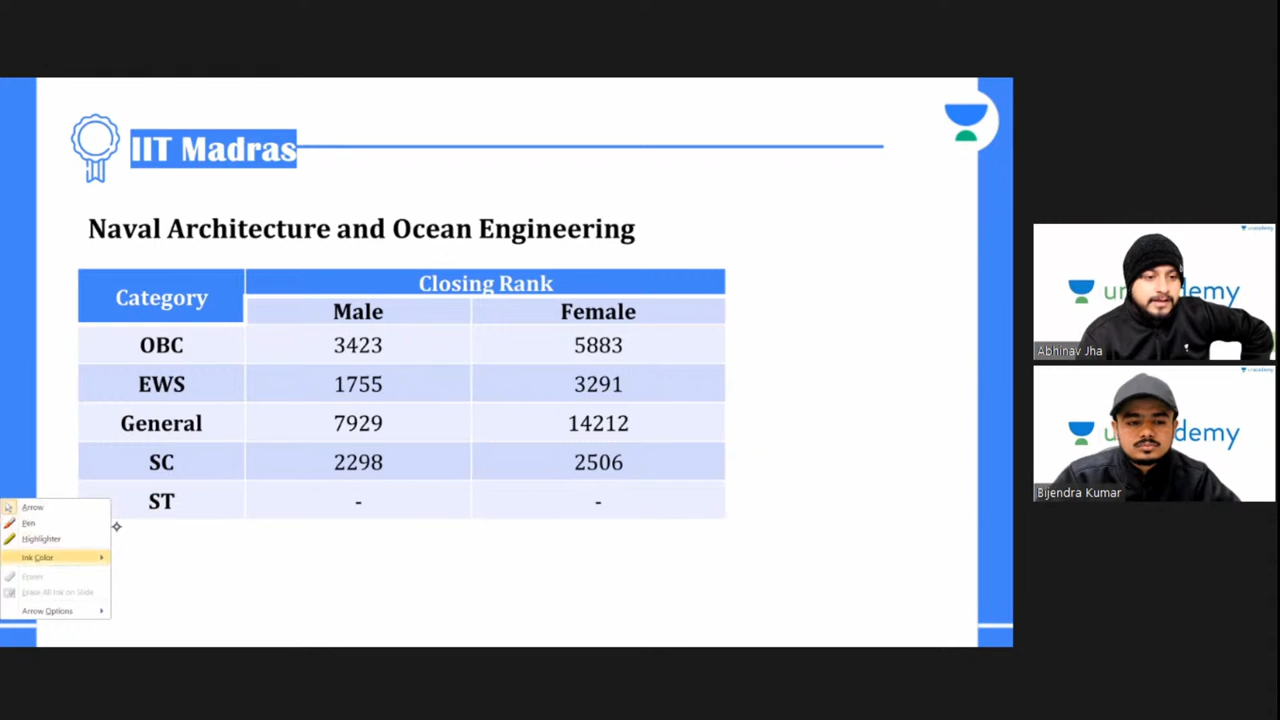 IIT Madras
Naval Architecture and Ocean Engineering
Category Closing Rank
Male Female
OBC 3423 5883
EWS 1755 3291
General 7929 14212
SC 2298 2506
ST - -
Arrow
Pen
Highlighter
Ink Color
Eraser
Erase All Ink on Slide
Arrow Options
Abhinav Jha
Bijendra Kumar
unacademy
unacademy